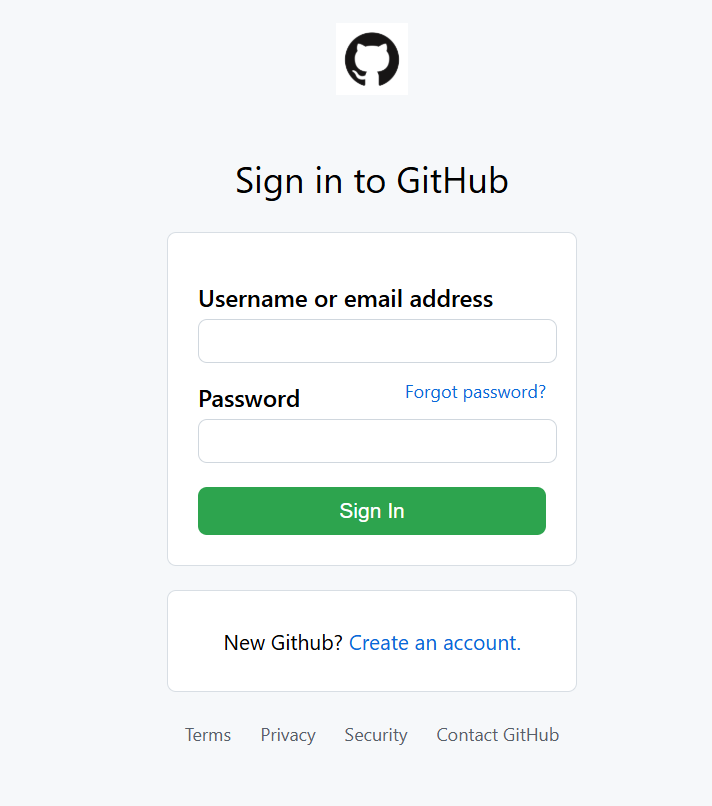 Sign in to GitHub
Username or email address
Password Forgot password?
Sign In
New Github? Create an account.
Terms Privacy Security Contact GitHub